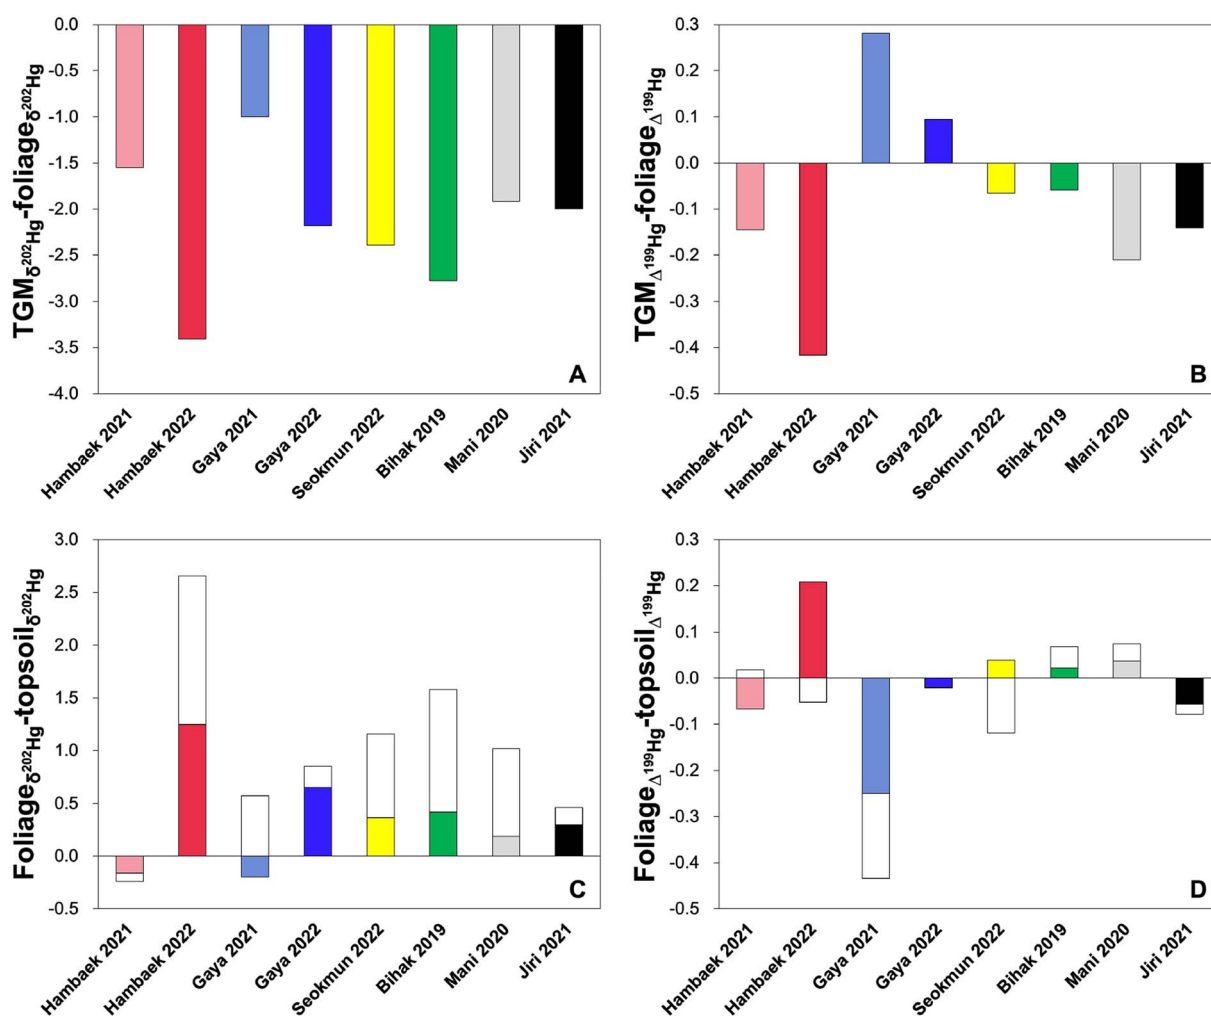 TGMδ²⁰²Hg-foliageδ²⁰²Hg
0.0
-0.5
-1.0
-1.5
-2.0
-2.5
-3.0
-3.5
-4.0
A
Hambaek 2021
Hambaek 2022
Gaya 2021
Gaya 2022
Seokmun 2022
Bihak 2019
Mani 2020
Jiri 2021
TGMΔ¹⁹⁹Hg-foliageΔ¹⁹⁹Hg
0.3
0.2
0.1
0.0
-0.1
-0.2
-0.3
-0.4
-0.5
B
Hambaek 2021
Hambaek 2022
Gaya 2021
Gaya 2022
Seokmun 2022
Bihak 2019
Mani 2020
Jiri 2021
Foliageδ²⁰²Hg-topsoilδ²⁰²Hg
3.0
2.5
2.0
1.5
1.0
0.5
0.0
-0.5
C
Hambaek 2021
Hambaek 2022
Gaya 2021
Gaya 2022
Seokmun 2022
Bihak 2019
Mani 2020
Jiri 2021
FoliageΔ¹⁹⁹Hg-topsoilΔ¹⁹⁹Hg
0.3
0.2
0.1
0.0
-0.1
-0.2
-0.3
-0.4
-0.5
D
Hambaek 2021
Hambaek 2022
Gaya 2021
Gaya 2022
Seokmun 2022
Bihak 2019
Mani 2020
Jiri 2021